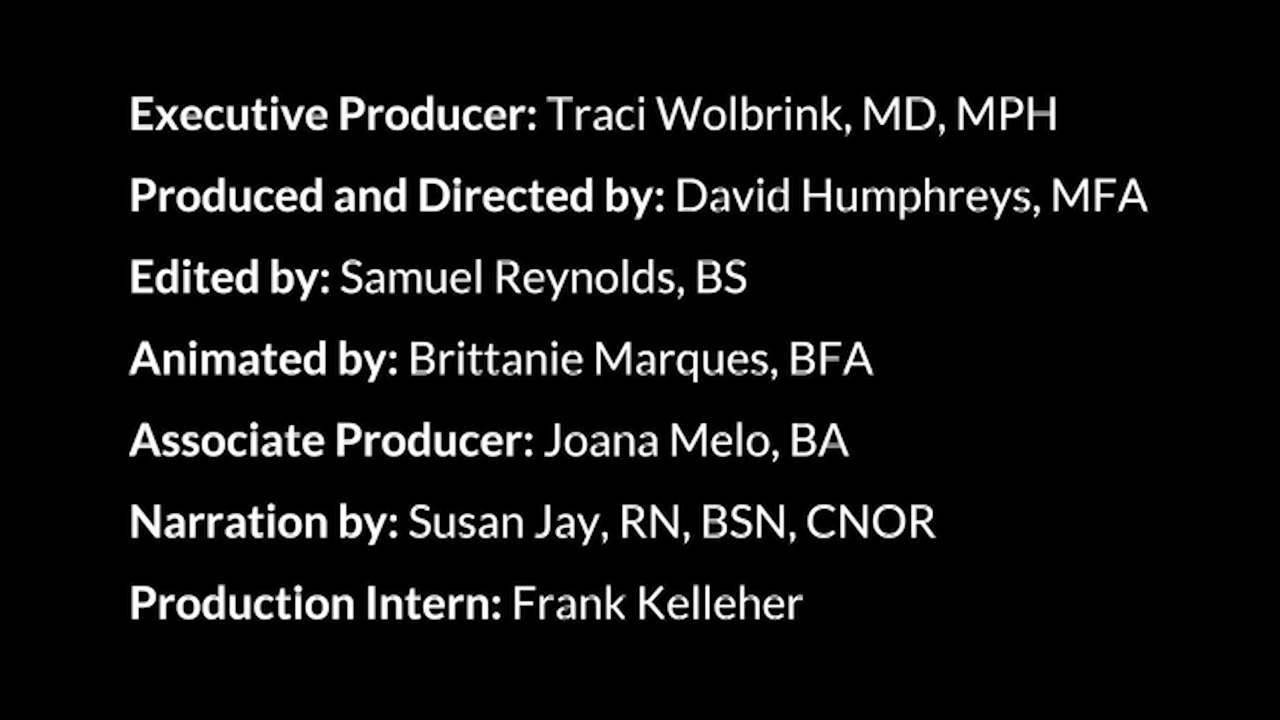 Executive Producer: Traci Wolbrink, MD, MPH
Produced and Directed by: David Humphreys, MFA
Edited by: Samuel Reynolds, BS
Animated by: Brittanie Marques, BFA
Associate Producer: Joana Melo, BA
Narration by: Susan Jay, RN, BSN, CNOR
Production Intern: Frank Kelleher